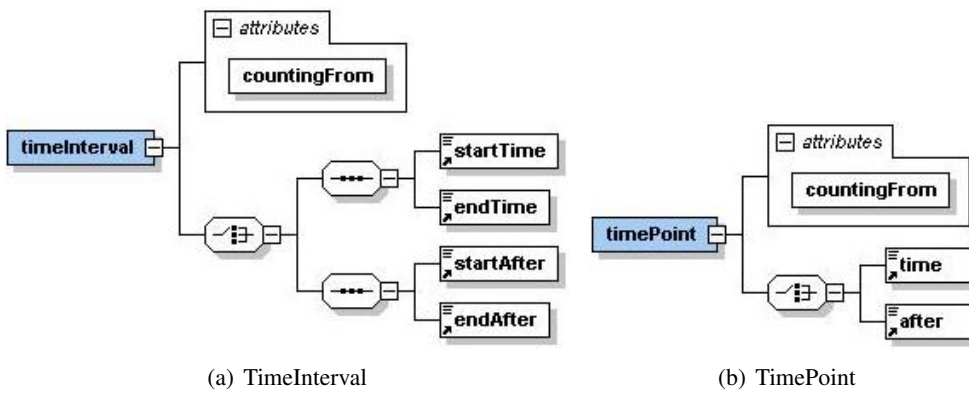 attributes
countingFrom
timeInterval
startTime
endTime
startAfter
endAfter
(a) TimeInterval
attributes
countingFrom
timePoint
time
after
(b) TimePoint